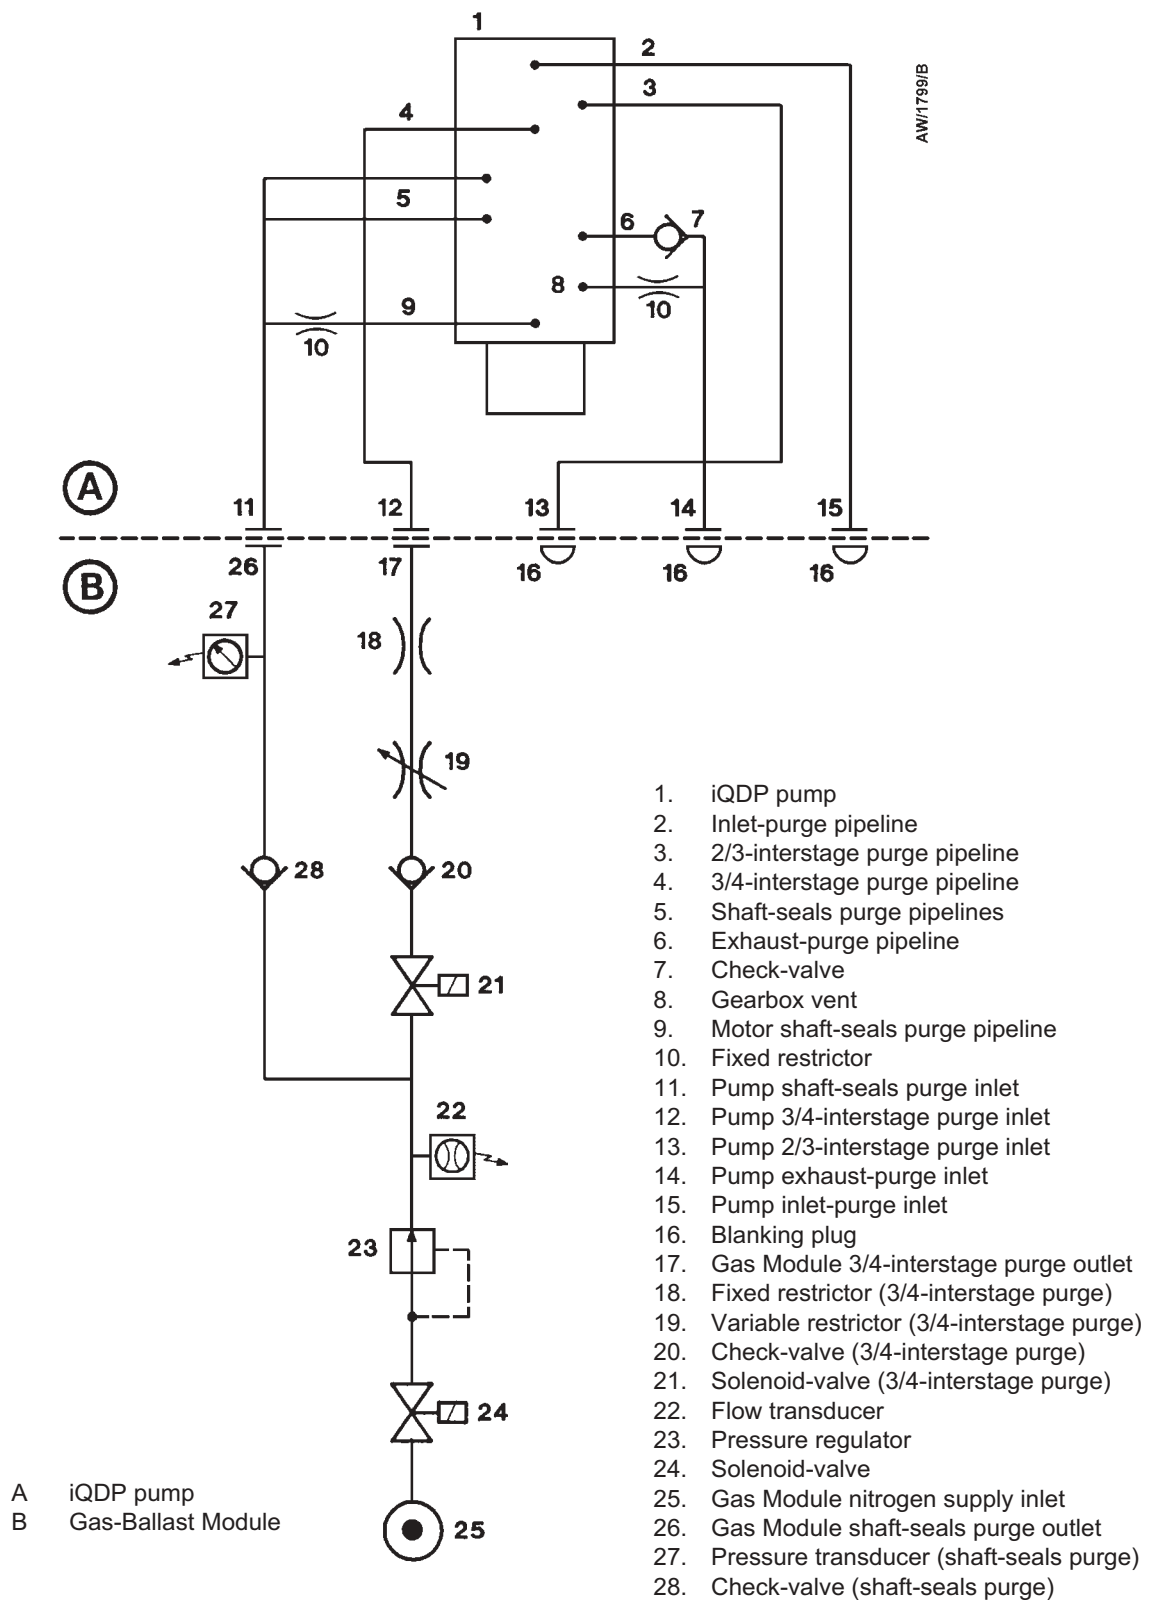 1
2
3
AW/1799/B
4
5
6
7
8
10
9
10
A
11
12
13
14
15
B
26
17
16
16
16
27
18
19
28
20
21
22
23
24
25
1. iQDP pump
2. Inlet-purge pipeline
3. 2/3-interstage purge pipeline
4. 3/4-interstage purge pipeline
5. Shaft-seals purge pipelines
6. Exhaust-purge pipeline
7. Check-valve
8. Gearbox vent
9. Motor shaft-seals purge pipeline
10. Fixed restrictor
11. Pump shaft-seals purge inlet
12. Pump 3/4-interstage purge inlet
13. Pump 2/3-interstage purge inlet
14. Pump exhaust-purge inlet
15. Pump inlet-purge inlet
16. Blanking plug
17. Gas Module 3/4-interstage purge outlet
18. Fixed restrictor (3/4-interstage purge)
19. Variable restrictor (3/4-interstage purge)
20. Check-valve (3/4-interstage purge)
21. Solenoid-valve (3/4-interstage purge)
22. Flow transducer
23. Pressure regulator
24. Solenoid-valve
25. Gas Module nitrogen supply inlet
26. Gas Module shaft-seals purge outlet
27. Pressure transducer (shaft-seals purge)
28. Check-valve (shaft-seals purge)
A iQDP pump
B Gas-Ballast Module